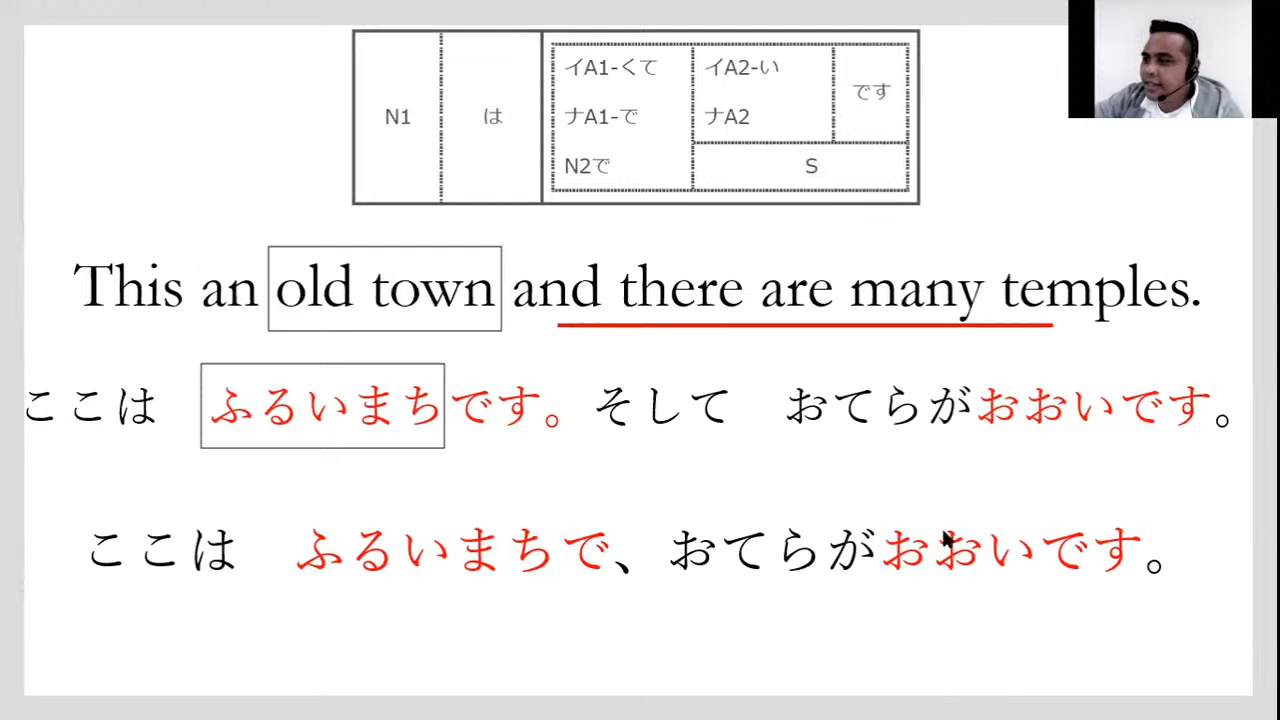 N1 は イA1-くて イA2-い です
ナA1-で ナA2
N2で S
This an old town and there are many temples.
ここは ふるいまちです。そして おてらがおおいです。
ここは ふるいまちで、おてらがおおいです。